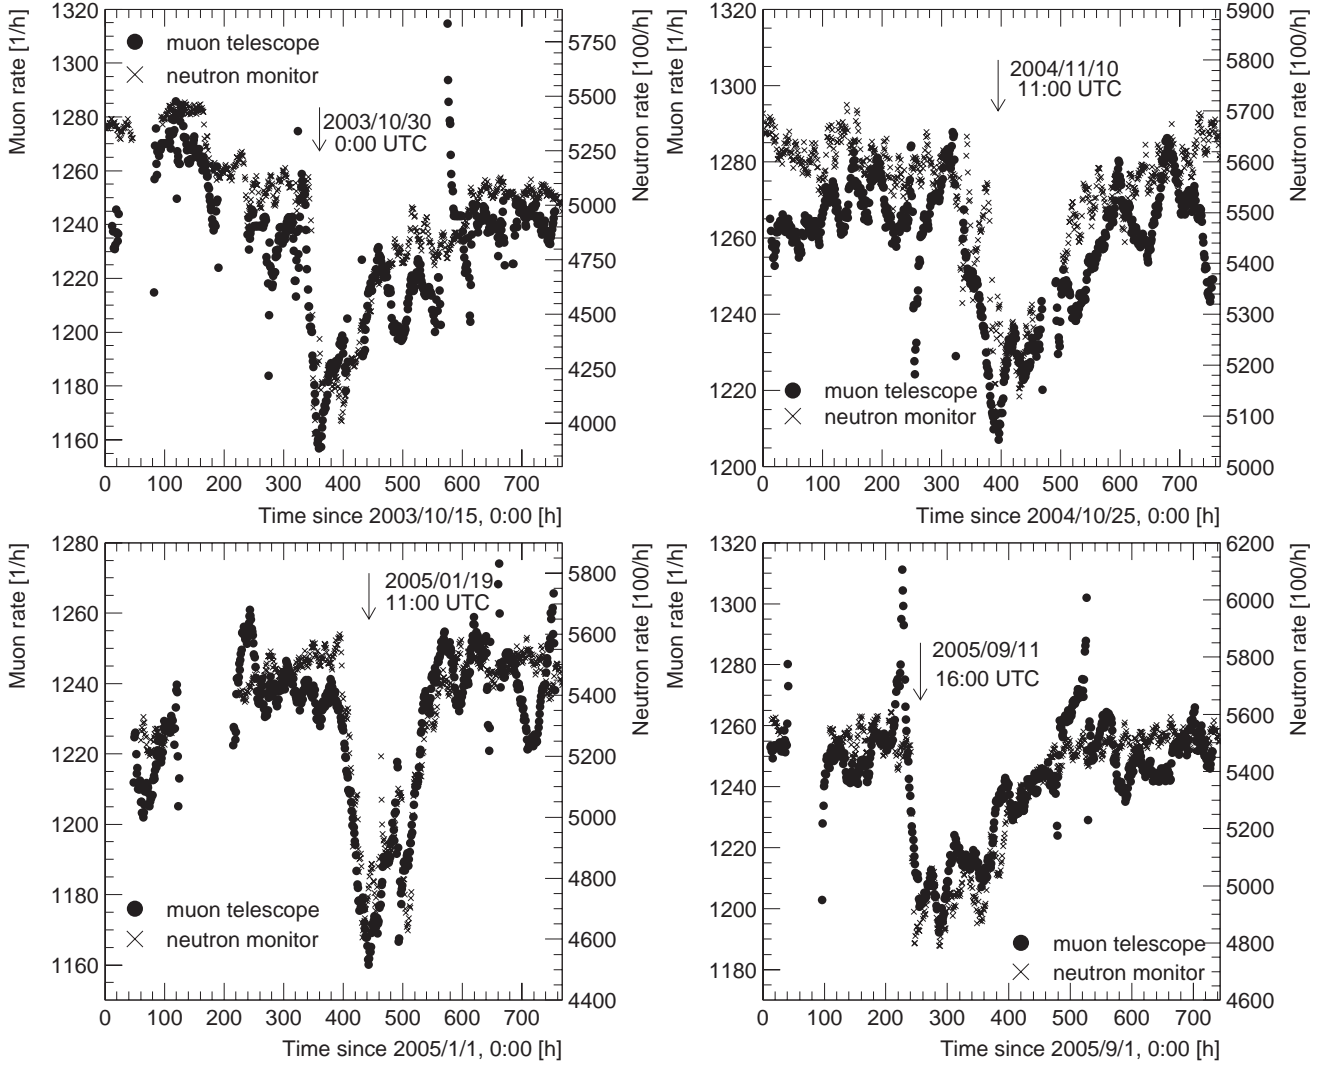 Muon rate [1/h]
1320
1300
1280
1260
1240
1220
1200
1180
1160
muon telescope
neutron monitor
2003/10/30
0:00 UTC
5750
5500
5250
5000
4750
4500
4250
4000
Neutron rate [100/h]
0 100 200 300 400 500 600 700
Time since 2003/10/15, 0:00 [h]
Muon rate [1/h]
1320
1300
1280
1260
1240
1220
1200
2004/11/10
11:00 UTC
muon telescope
neutron monitor
5900
5800
5700
5600
5500
5400
5300
5200
5100
5000
Neutron rate [100/h]
0 100 200 300 400 500 600 700
Time since 2004/10/25, 0:00 [h]
Muon rate [1/h]
1280
1260
1240
1220
1200
1180
1160
2005/01/19
11:00 UTC
muon telescope
neutron monitor
5800
5600
5400
5200
5000
4800
4600
4400
Neutron rate [100/h]
0 100 200 300 400 500 600 700
Time since 2005/1/1, 0:00 [h]
Muon rate [1/h]
1320
1300
1280
1260
1240
1220
1200
1180
2005/09/11
16:00 UTC
muon telescope
neutron monitor
6200
6000
5800
5600
5400
5200
5000
4800
4600
Neutron rate [100/h]
0 100 200 300 400 500 600 700
Time since 2005/9/1, 0:00 [h]